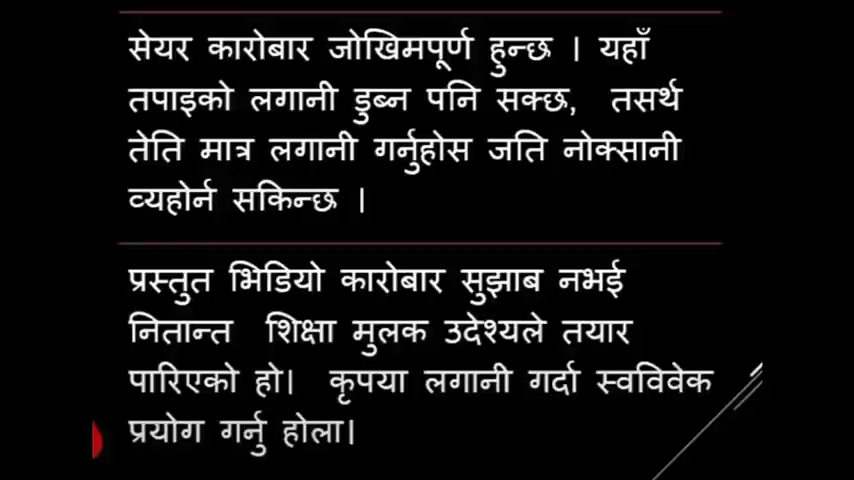 सेयर कारोबार जोखिमपूर्ण हुन्छ । यहाँ
तपाइको लगानी डुब्न पनि सक्छ, तसर्थ
तेति मात्र लगानी गर्नुहोस जति नोक्सानी
व्यहोर्न सकिन्छ ।
प्रस्तुत भिडियो कारोबार सुझाब नभई
नितान्त शिक्षा मुलक उदेश्यले तयार
पारिएको हो। कृपया लगानी गर्दा स्वविवेक
प्रयोग गर्नु होला।